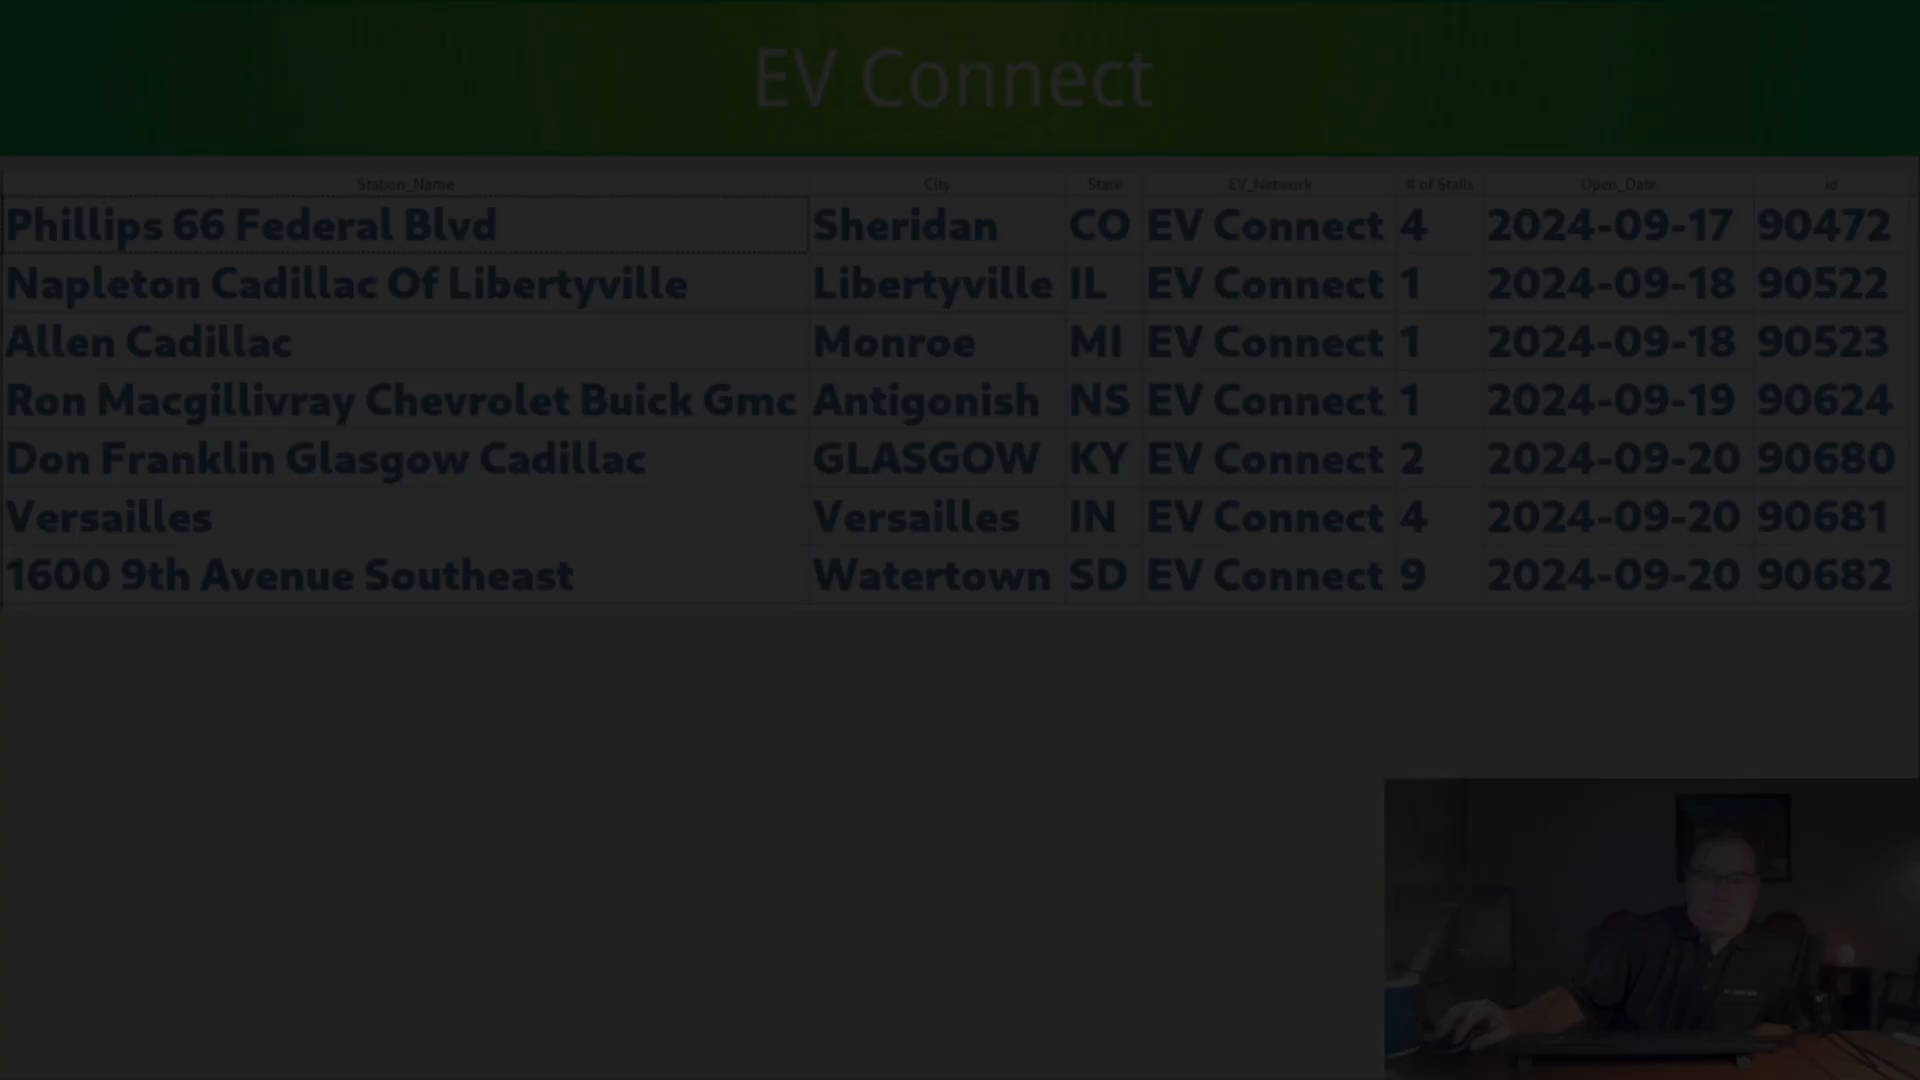 EV Connect
Station_Name City State EV_Network # of Stalls Open_Date id
Phillips 66 Federal Blvd Sheridan CO EV Connect 4 2024-09-17 90472
Napleton Cadillac Of Libertyville Libertyville IL EV Connect 1 2024-09-18 90522
Allen Cadillac Monroe MI EV Connect 1 2024-09-18 90523
Ron Macgillivray Chevrolet Buick Gmc Antigonish NS EV Connect 1 2024-09-19 90624
Don Franklin Glasgow Cadillac GLASGOW KY EV Connect 2 2024-09-20 90680
Versailles Versailles IN EV Connect 4 2024-09-20 90681
1600 9th Avenue Southeast Watertown SD EV Connect 9 2024-09-20 90682